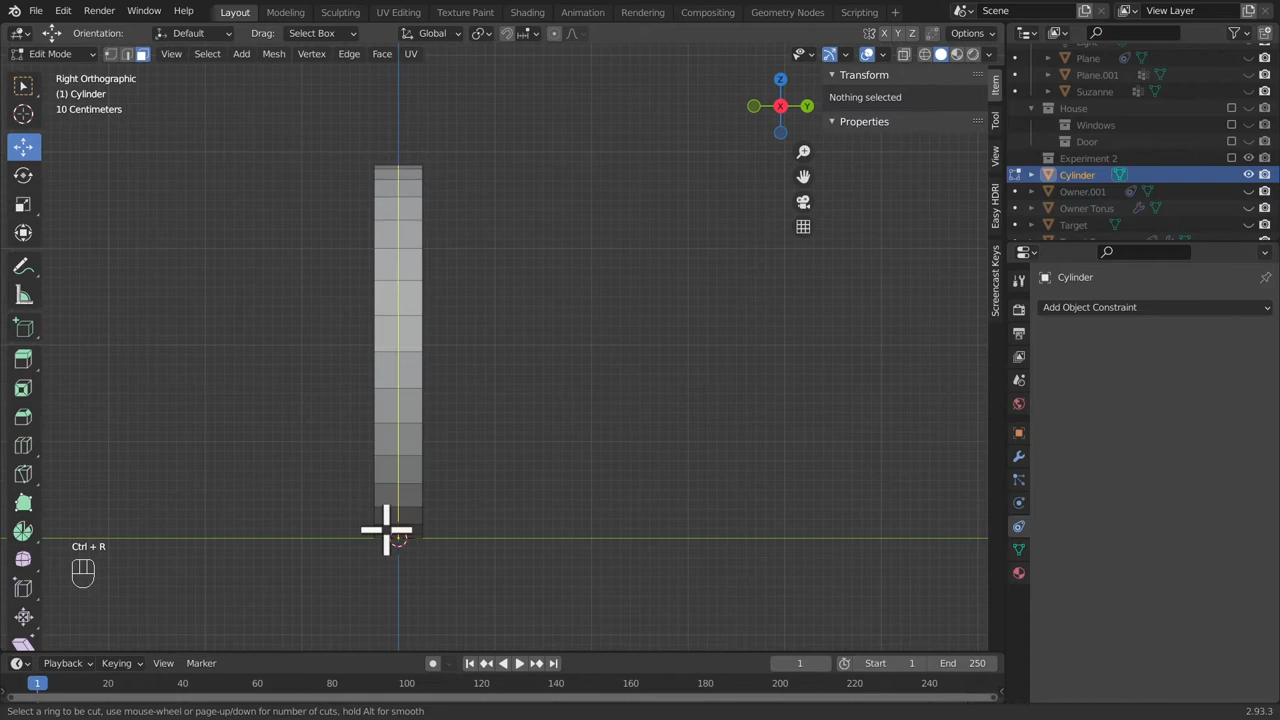 File Edit Render Window Help Layout Modeling Sculpting UV Editing Texture Paint Shading Animation Rendering Compositing Geometry Nodes Scripting + Scene View Layer
Orientation: Default Drag: Select Box Global X Y Z Options
Edit Mode View Select Add Mesh Vertex Edge Face UV
Right Orthographic
(1) Cylinder
10 Centimeters
Z
X
Y
Transform
Nothing selected
Properties
Item
Tool
View
Easy HDRI
Screencast Keys
Plane
Plane.001
Suzanne
House
Windows
Door
Experiment 2
Cylinder
Owner.001
Owner Torus
Target
Cylinder
Add Object Constraint
Ctrl + R
Playback Keying View Marker 1 Start 1 End 250
1 20 40 60 80 100 120 140 160 180 200 220 240
Select a ring to be cut, use mouse-wheel or page-up/down for number of cuts, hold Alt for smooth 2.93.3